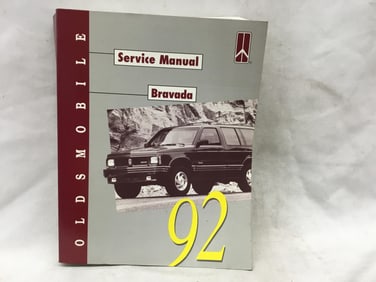 OLDSMOBILE
Service Manual
Bravada
92